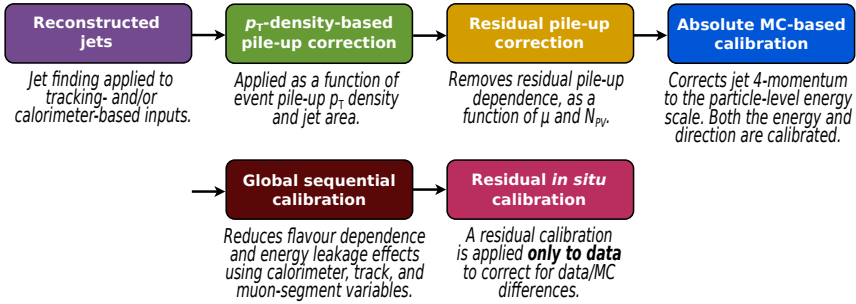 Reconstructed
jets
Jet finding applied to
tracking- and/or
calorimeter-based inputs.
pT-density-based
pile-up correction
Applied as a function of
event pile-up pT density
and jet area.
Residual pile-up
correction
Removes residual pile-up
dependence, as a
function of µ and NPV.
Absolute MC-based
calibration
Corrects jet 4-momentum
to the particle-level energy
scale. Both the energy and
direction are calibrated.
Global sequential
calibration
Reduces flavour dependence
and energy leakage effects
using calorimeter, track, and
muon-segment variables.
Residual in situ
calibration
A residual calibration
is applied only to data
to correct for data/MC
differences.